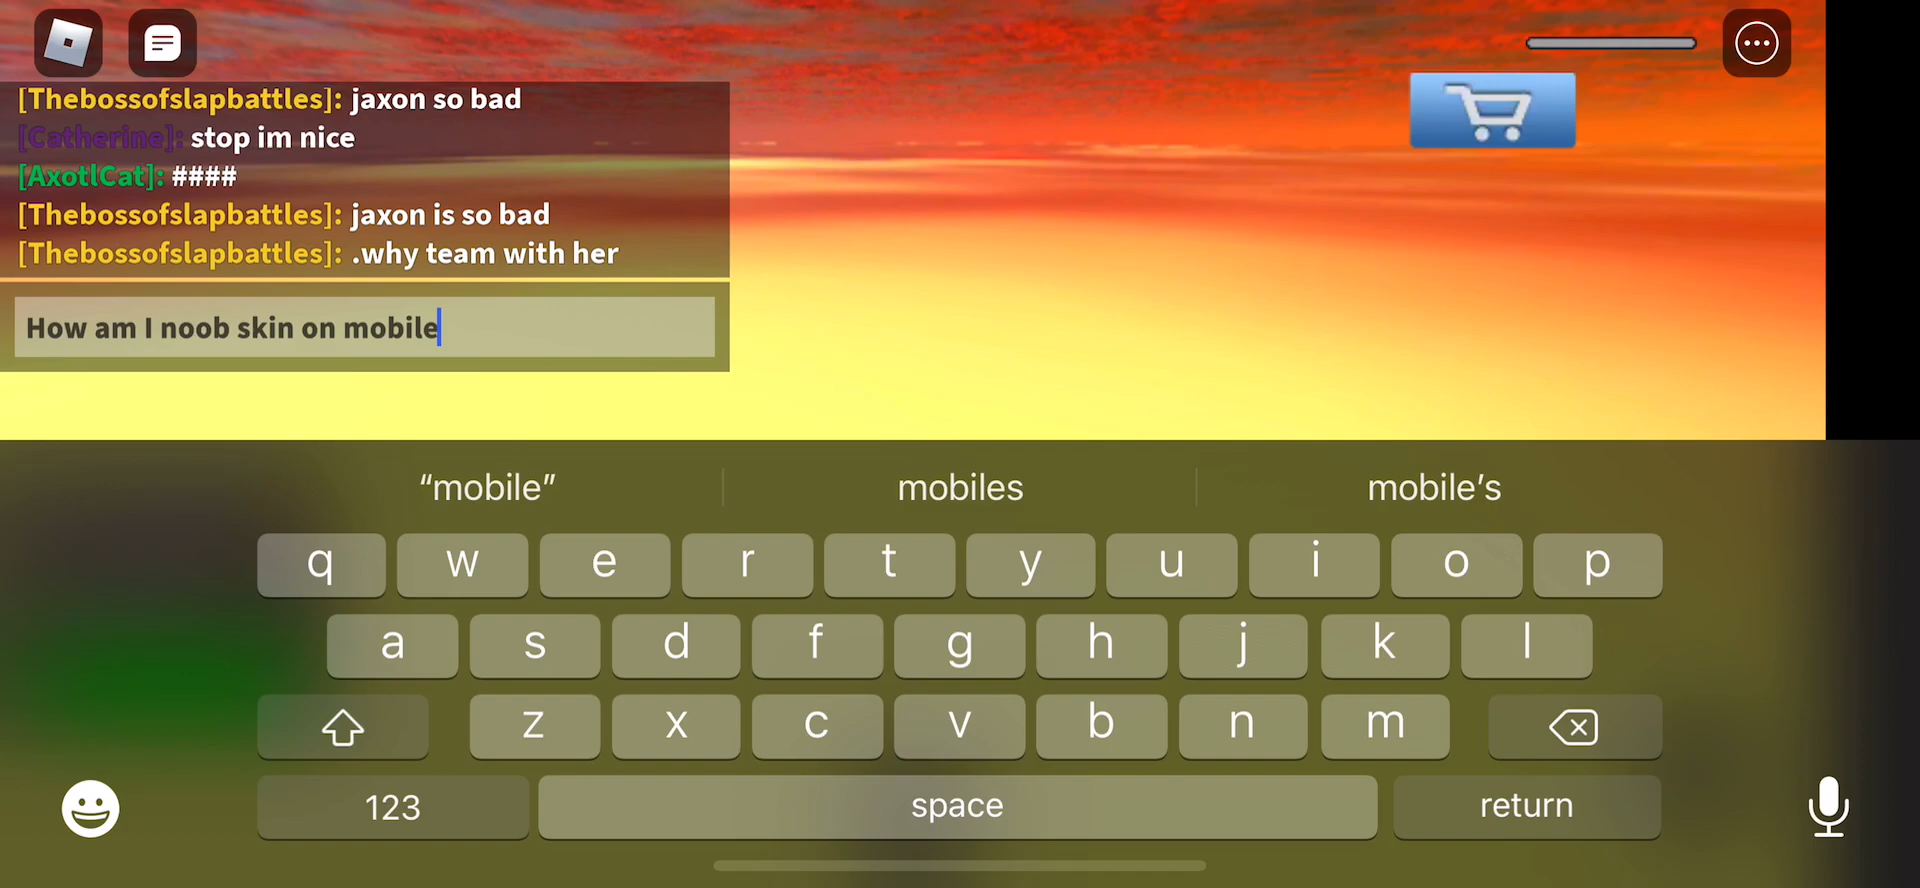 [Thebossofslapbattles]: jaxon so bad
[Catherine]: stop im nice
[AxotlCat]: ####
[Thebossofslapbattles]: jaxon is so bad
[Thebossofslapbattles]: .why team with her
How am I noob skin on mobile
“mobile” mobiles mobile’s
q w e r t y u i o p
a s d f g h j k l
z x c v b n m
123 space return